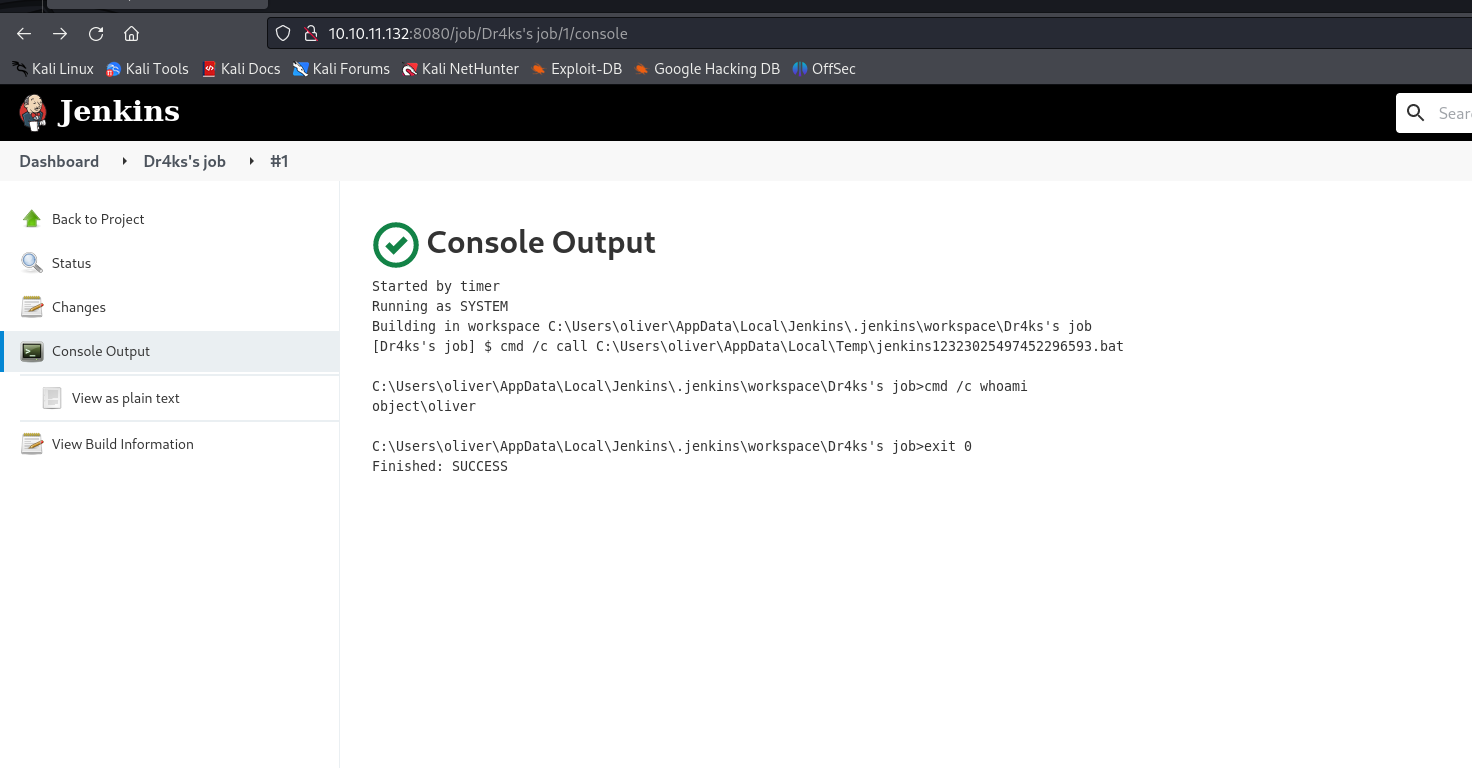 10.10.11.132:8080/job/Dr4ks's job/1/console
Kali Linux Kali Tools Kali Docs Kali Forums Kali NetHunter Exploit-DB Google Hacking DB OffSec
Jenkins
Dashboard Dr4ks's job #1
Back to Project
Status
Changes
Console Output
View as plain text
View Build Information
Console Output
Started by timer
Running as SYSTEM
Building in workspace C:\Users\oliver\AppData\Local\Jenkins\.jenkins\workspace\Dr4ks's job
[Dr4ks's job] $ cmd /c call C:\Users\oliver\AppData\Local\Temp\jenkins12323025497452296593.bat
C:\Users\oliver\AppData\Local\Jenkins\.jenkins\workspace\Dr4ks's job>cmd /c whoami
object\oliver
C:\Users\oliver\AppData\Local\Jenkins\.jenkins\workspace\Dr4ks's job>exit 0
Finished: SUCCESS